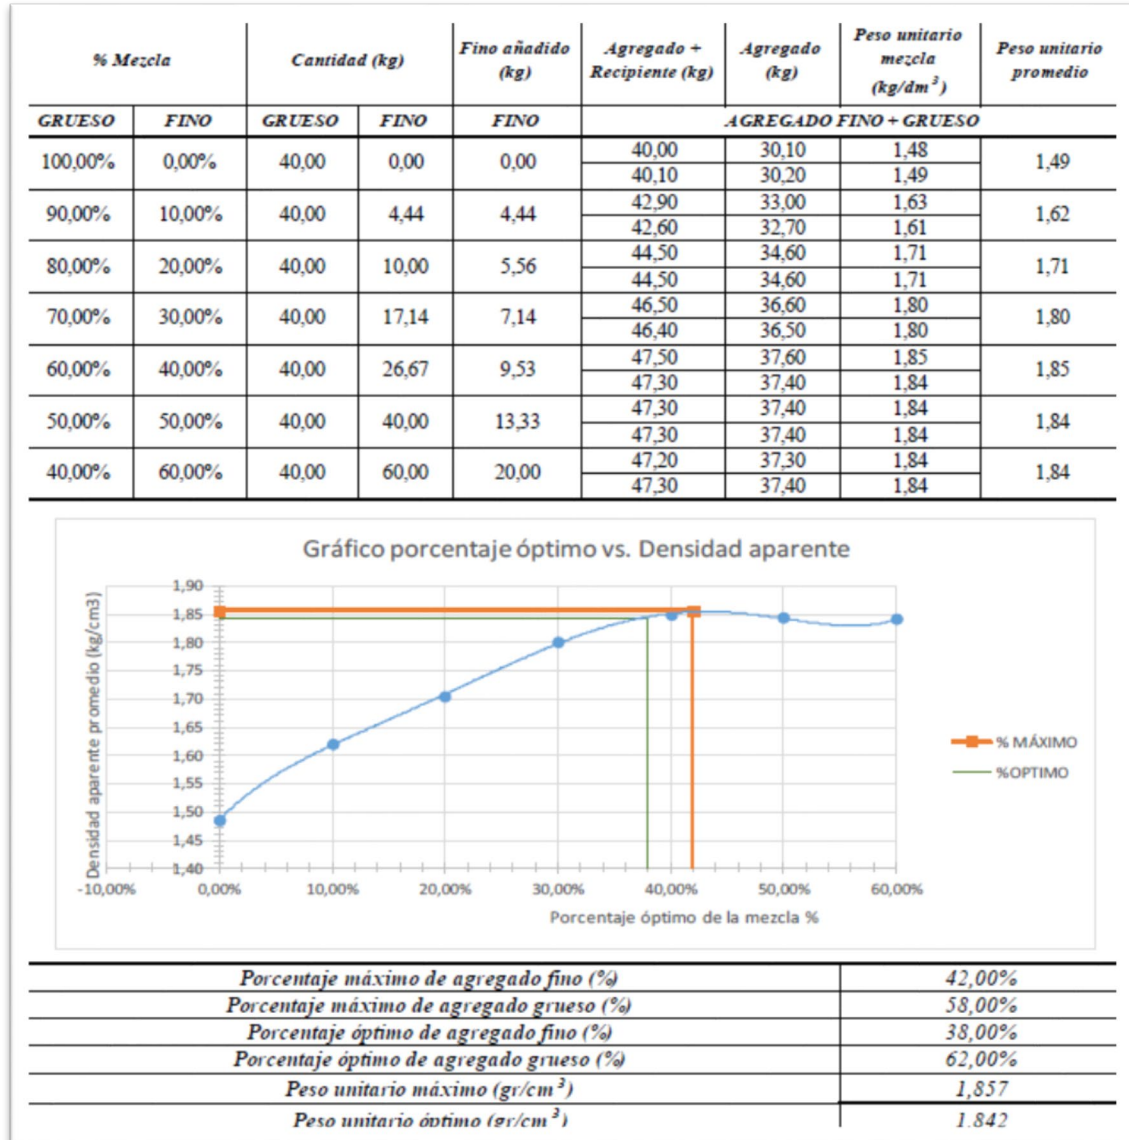 % Mezcla Cantidad (kg) Fino añadido (kg) Agregado + Recipiente (kg) Agregado (kg) Peso unitario mezcla (kg/dm³) Peso unitario promedio
GRUESO FINO GRUESO FINO FINO AGREGADO FINO + GRUESO
100,00% 0,00% 40,00 0,00 0,00 40,00 30,10 1,48 1,49
40,10 30,20 1,49
90,00% 10,00% 40,00 4,44 4,44 42,90 33,00 1,63 1,62
42,60 32,70 1,61
80,00% 20,00% 40,00 10,00 5,56 44,50 34,60 1,71 1,71
44,50 34,60 1,71
70,00% 30,00% 40,00 17,14 7,14 46,50 36,60 1,80 1,80
46,40 36,50 1,80
60,00% 40,00% 40,00 26,67 9,53 47,50 37,60 1,85 1,85
47,30 37,40 1,84
50,00% 50,00% 40,00 40,00 13,33 47,30 37,40 1,84 1,84
47,30 37,40 1,84
40,00% 60,00% 40,00 60,00 20,00 47,20 37,30 1,84 1,84
47,30 37,40 1,84
Gráfico porcentaje óptimo vs. Densidad aparente
Densidad aparente promedio (kg/cm3)
1,90
1,85
1,80
1,75
1,70
1,65
1,60
1,55
1,50
1,45
1,40
-10,00% 0,00% 10,00% 20,00% 30,00% 40,00% 50,00% 60,00%
Porcentaje óptimo de la mezcla %
% MÁXIMO
%OPTIMO
Porcentaje máximo de agregado fino (%) 42,00%
Porcentaje máximo de agregado grueso (%) 58,00%
Porcentaje óptimo de agregado fino (%) 38,00%
Porcentaje óptimo de agregado grueso (%) 62,00%
Peso unitario máximo (gr/cm³) 1,857
Peso unitario óptimo (gr/cm³) 1.842